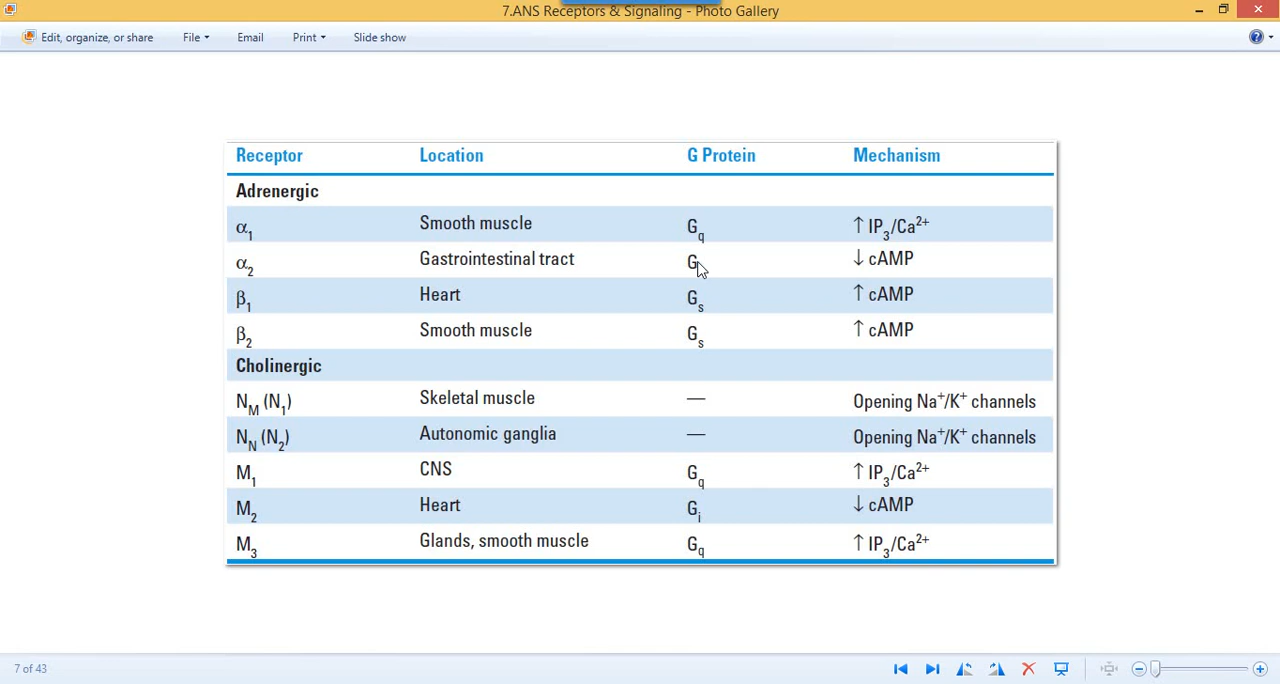 7.ANS Receptors & Signaling - Photo Gallery
Edit, organize, or share File Email Print Slide show
Receptor Location G Protein Mechanism
Adrenergic
α₁ Smooth muscle Gq ↑ IP₃/Ca²⁺
α₂ Gastrointestinal tract G ↓ cAMP
β₁ Heart Gs ↑ cAMP
β₂ Smooth muscle Gs ↑ cAMP
Cholinergic
NM (N₁) Skeletal muscle — Opening Na⁺/K⁺ channels
NN (N₂) Autonomic ganglia — Opening Na⁺/K⁺ channels
M₁ CNS Gq ↑ IP₃/Ca²⁺
M₂ Heart Gi ↓ cAMP
M₃ Glands, smooth muscle Gq ↑ IP₃/Ca²⁺
7 of 43